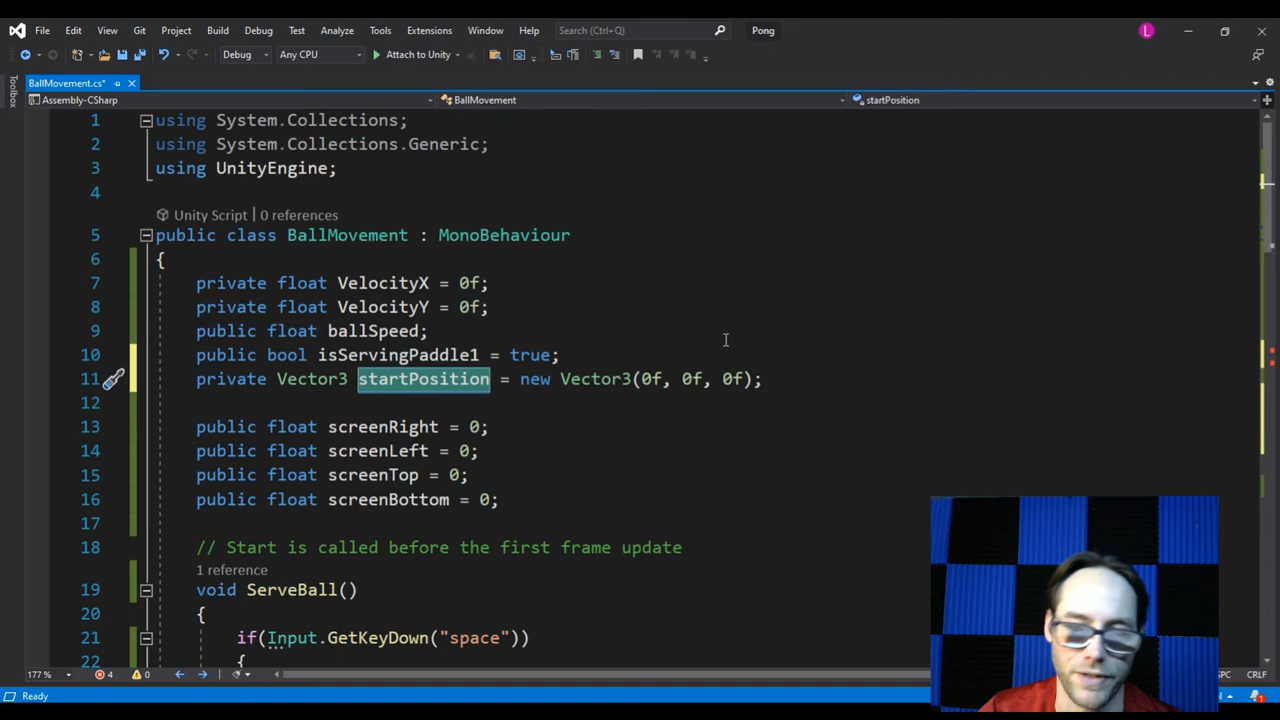 File Edit View Git Project Build Debug Test Analyze Tools Extensions Window Help Search (Ctrl+Q) Pong L
Debug Any CPU Attach to Unity
Toolbox
BallMovement.cs*
Assembly-CSharp BallMovement startPosition
1 using System.Collections;
2 using System.Collections.Generic;
3 using UnityEngine;
4
Unity Script | 0 references
5 public class BallMovement : MonoBehaviour
6 {
7 private float VelocityX = 0f;
8 private float VelocityY = 0f;
9 public float ballSpeed;
10 public bool isServingPaddle1 = true;
11 private Vector3 startPosition = new Vector3(0f, 0f, 0f);
12
13 public float screenRight = 0;
14 public float screenLeft = 0;
15 public float screenTop = 0;
16 public float screenBottom = 0;
17
18 // Start is called before the first frame update
1 reference
19 void ServeBall()
20 {
21 if(Input.GetKeyDown("space"))
22 {
177 % 4 0 SPC CRLF
Ready 1